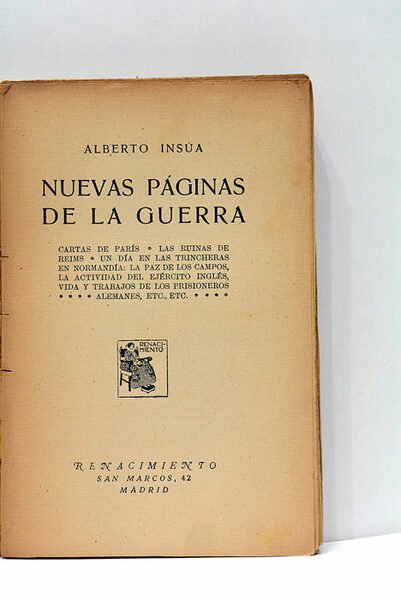 ALBERTO INSÚA
NUEVAS PÁGINAS
DE LA GUERRA
CARTAS DE PARÍS * LAS RUINAS DE
REIMS * UN DÍA EN LAS TRINCHERAS
EN NORMANDÍA: LA PAZ DE LOS CAMPOS,
LA ACTIVIDAD DEL EJÉRCITO INGLÉS,
VIDA Y TRABAJOS DE LOS PRISIONEROS
* * * * ALEMANES, ETC., ETC. * * * *
RENACI-
MIENTO
RENACIMIENTO
SAN MARCOS, 42
MADRID